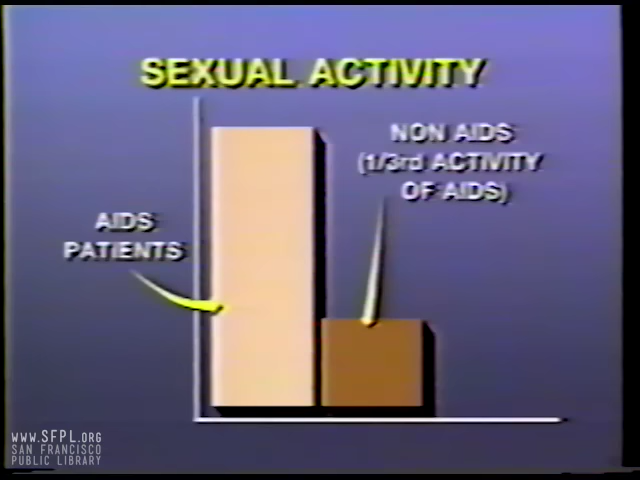 SEXUAL ACTIVITY
NON AIDS
(1/3rd ACTIVITY
OF AIDS)
AIDS
PATIENTS
WWW.SFPL.ORG
SAN FRANCISCO
PUBLIC LIBRARY